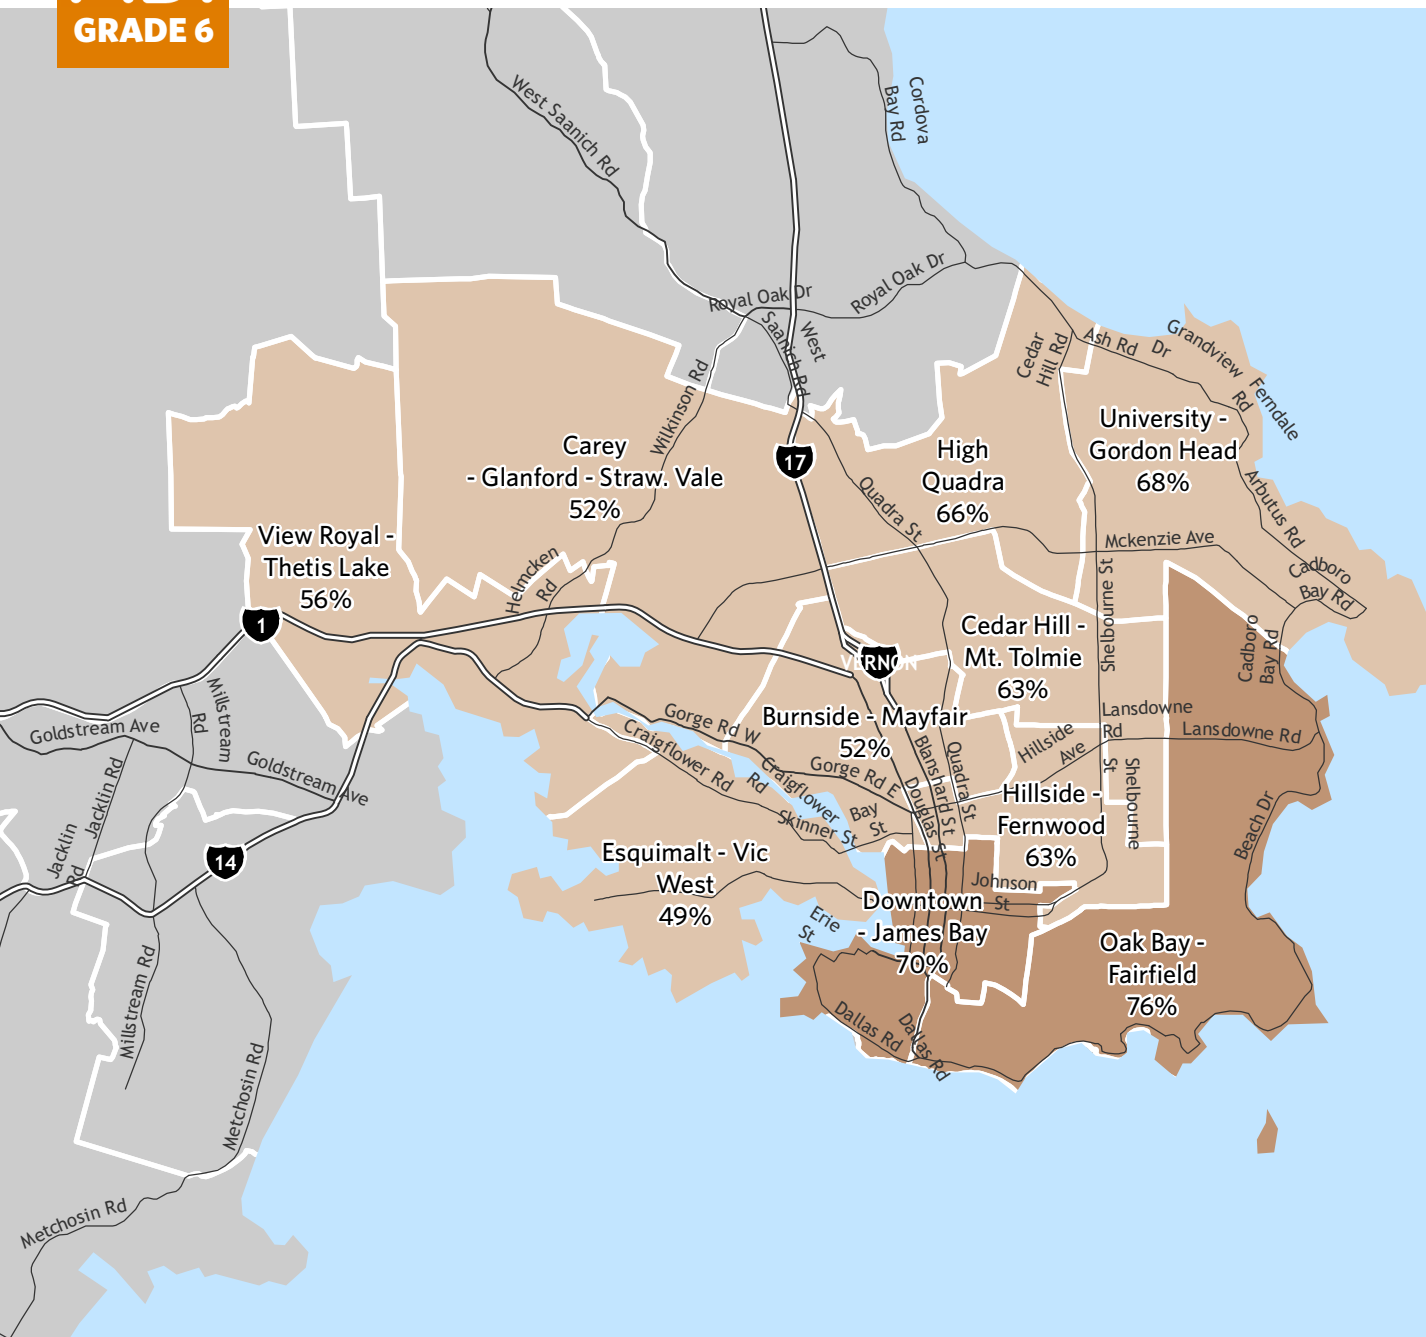 GRADE 6
West Saanich Rd
Cordova
Bay Rd
Royal Oak Dr
Royal Oak Dr
West
Saanich Rd
Wilkinson Rd
Cedar
Hill Rd
Ash Rd
Dr
Grandview
Rd
Ferndale
University -
Gordon Head
68%
Carey
- Glanford - Straw. Vale
52%
17
High
Quadra
66%
Quadra St
Arbutus Rd
Mckenzie Ave
Cadboro
Bay Rd
View Royal -
Thetis Lake
56%
Helmcken
Rd
1
Shelbourne St
Cedar Hill -
Mt. Tolmie
63%
VERNON
Cadboro
Bay Rd
Millstream
Rd
Goldstream Ave
Goldstream Ave
Gorge Rd W
Burnside - Mayfair
52%
Lansdowne
Rd
Lansdowne Rd
Hillside
Ave
Craigflower Rd
Craigflower
Rd
Gorge Rd E
Blanshard St
Quadra St
Douglas St
St
Shelbourne
Jacklin Rd
Jacklin
Rd
14
Bay
St
Skinner St
Hillside -
Fernwood
63%
Beach Dr
Esquimalt - Vic
West
49%
Johnson
St
Erie
St
Downtown
- James Bay
70%
Oak Bay -
Fairfield
76%
Millstream Rd
Dallas Rd
Dallas Rd
Metchosin Rd
Metchosin Rd